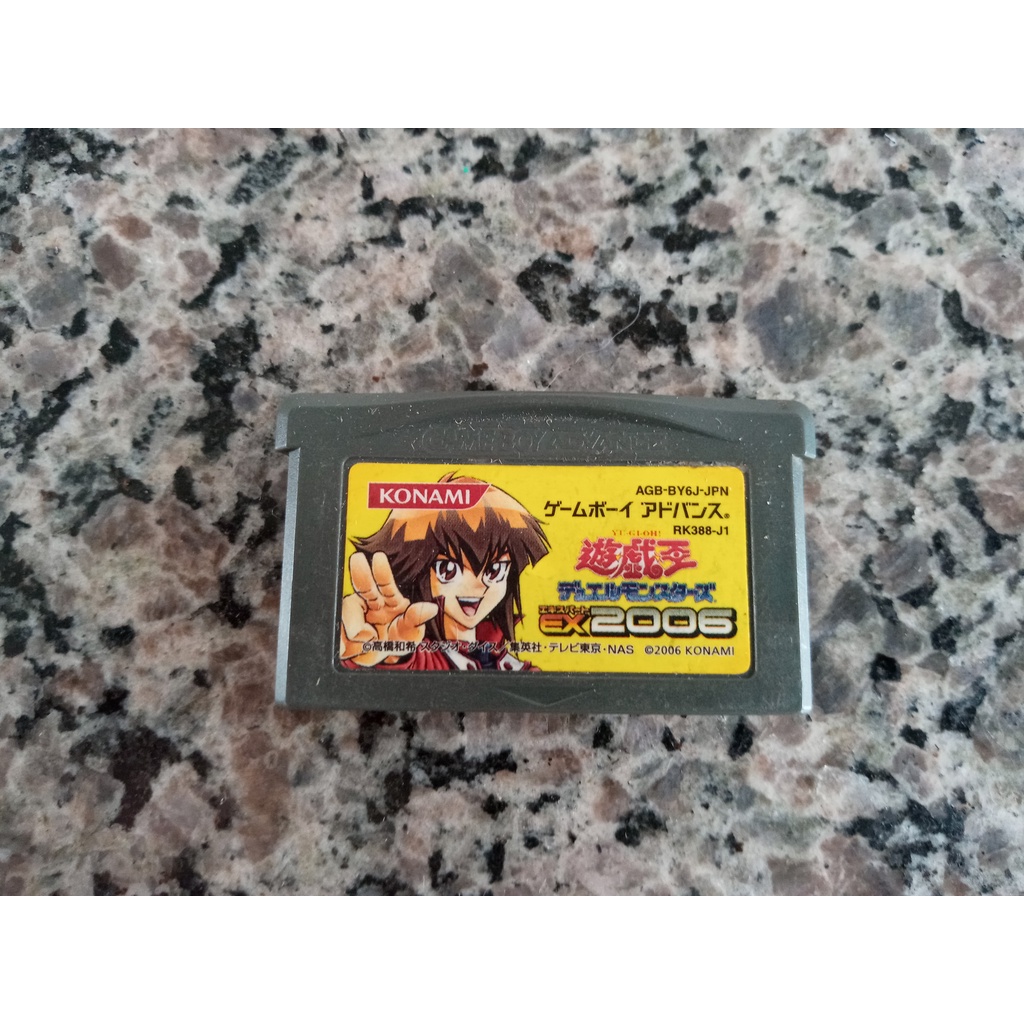 GAME BOY ADVANCE
KONAMI
AGB-BY6J-JPN
ゲームボーイ アドバンス®
RK388-J1
YU-GI-OH!
遊戯王
デュエルモンスターズ
エキスパート
EX2006
©高橋和希 スタジオ・ダイス/集英社・テレビ東京・NAS ©2006 KONAMI